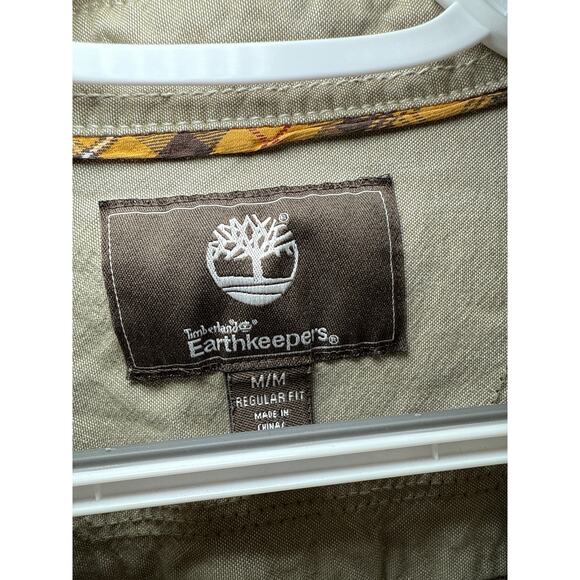 ®
Timberland ®
Earthkeepers®
M/M
REGULAR FIT
MADE IN
CHINA/